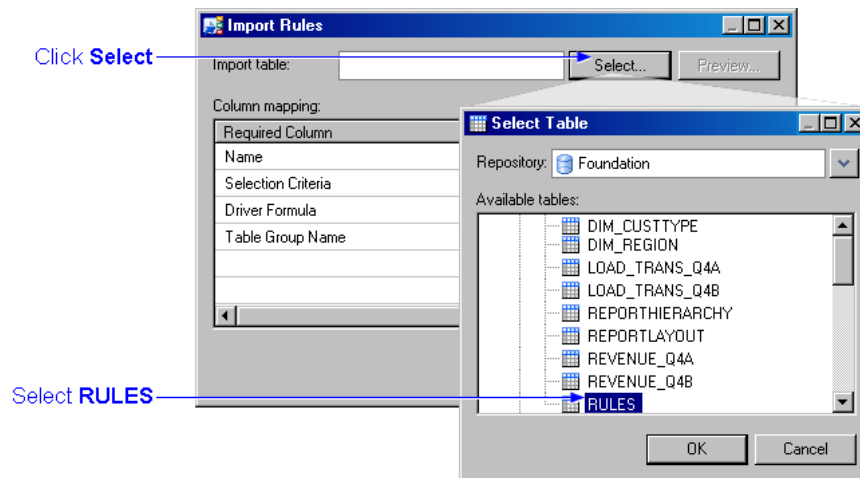 Import Rules
Click Select
Import table:
Select...
Preview...
Column mapping:
Required Column
Name
Selection Criteria
Driver Formula
Table Group Name
Select Table
Repository: Foundation
Available tables:
DIM_CUSTTYPE
DIM_REGION
LOAD_TRANS_Q4A
LOAD_TRANS_Q4B
REPORTHIERARCHY
REPORTLAYOUT
REVENUE_Q4A
REVENUE_Q4B
Select RULES
RULES
OK
Cancel